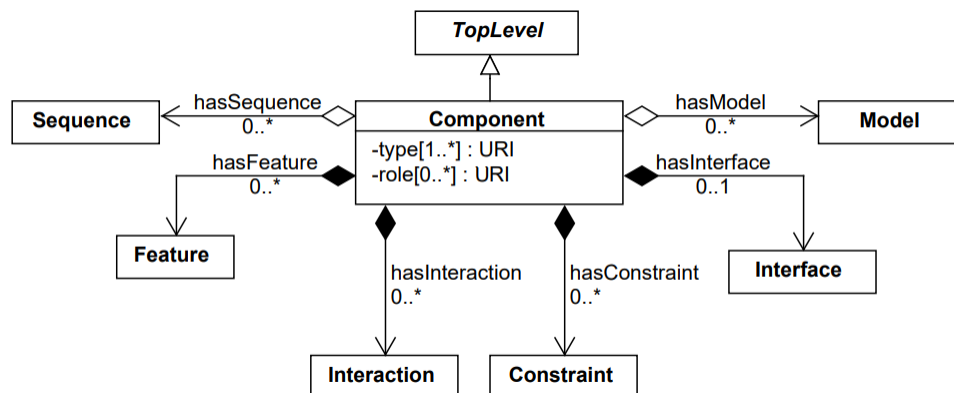 TopLevel
hasSequence
0..*
hasModel
0..*
Sequence
Component
Model
-type[1..*] : URI
-role[0..*] : URI
hasFeature
0..*
hasInterface
0..1
Feature
Interface
hasInteraction
0..*
hasConstraint
0..*
Interaction
Constraint